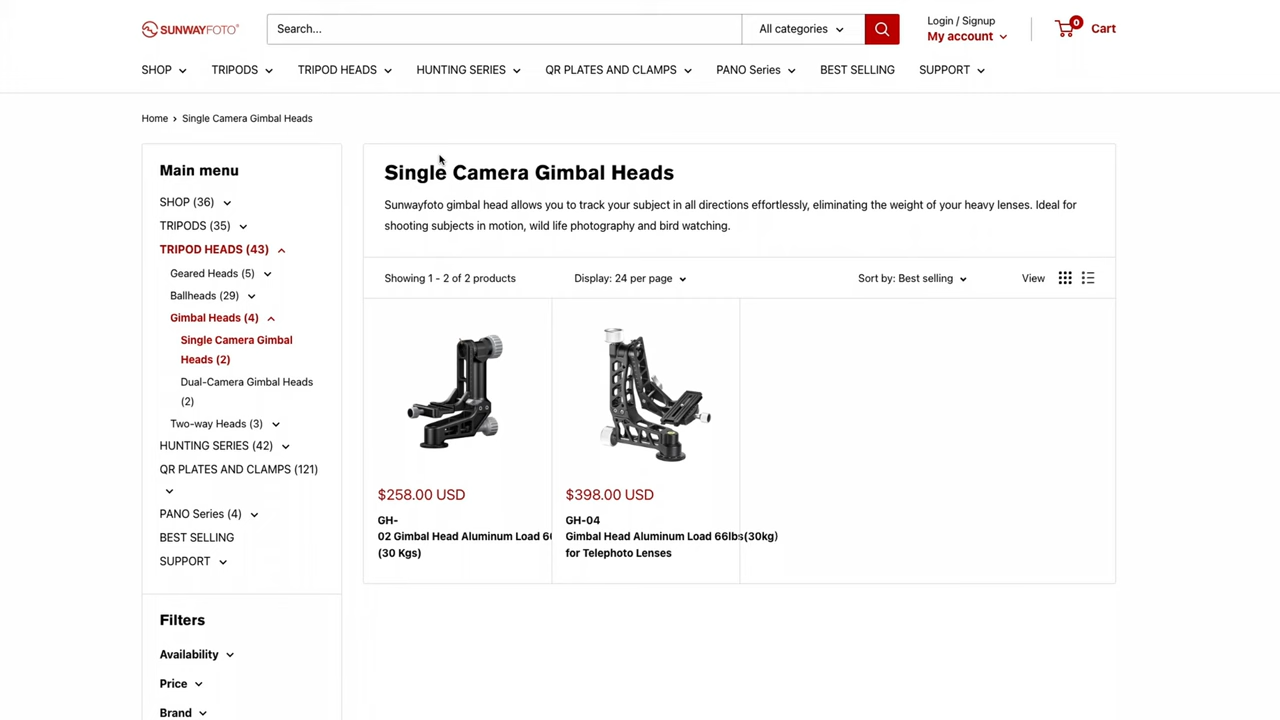 SUNWAYFOTO
Search...
All categories
Login / Signup
My account
0
Cart
SHOP
TRIPODS
TRIPOD HEADS
HUNTING SERIES
QR PLATES AND CLAMPS
PANO Series
BEST SELLING
SUPPORT
Home
Single Camera Gimbal Heads
Main menu
SHOP (36)
TRIPODS (35)
TRIPOD HEADS (43)
Geared Heads (5)
Ballheads (29)
Gimbal Heads (4)
Single Camera Gimbal
Heads (2)
Dual-Camera Gimbal Heads
(2)
Two-way Heads (3)
HUNTING SERIES (42)
QR PLATES AND CLAMPS (121)
PANO Series (4)
BEST SELLING
SUPPORT
Filters
Availability
Price
Brand
Single Camera Gimbal Heads
Sunwayfoto gimbal head allows you to track your subject in all directions effortlessly, eliminating the weight of your heavy lenses. Ideal for
shooting subjects in motion, wild life photography and bird watching.
Showing 1 - 2 of 2 products
Display: 24 per page
Sort by: Best selling
View
$258.00 USD
GH-
02 Gimbal Head Aluminum Load
(30 Kgs)
$398.00 USD
GH-04
Gimbal Head Aluminum Load 66lbs(30kg)
for Telephoto Lenses